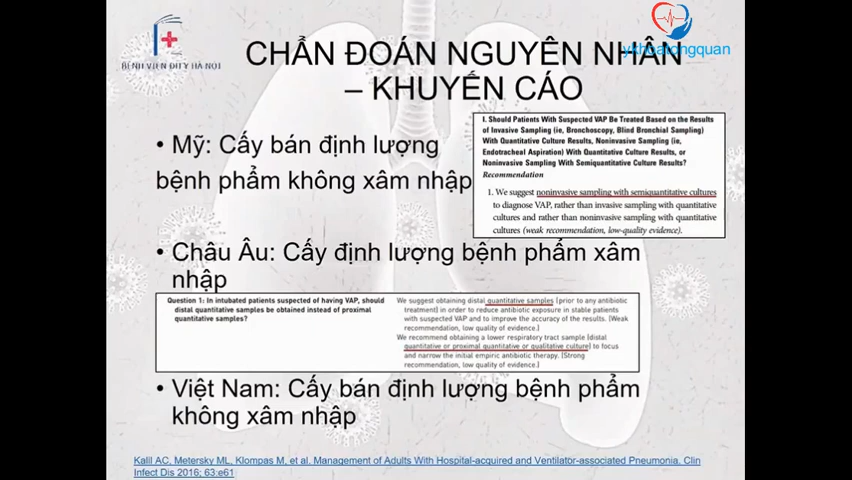 BỆNH VIỆN ĐH Y HÀ NỘI
ykhoatongquan
CHẨN ĐOÁN NGUYÊN NHÂN
– KHUYẾN CÁO
• Mỹ: Cấy bán định lượng
bệnh phẩm không xâm nhập
I. Should Patients With Suspected VAP Be Treated Based on the Results
of Invasive Sampling (ie, Bronchoscopy, Blind Bronchial Sampling)
With Quantitative Culture Results, Noninvasive Sampling (ie,
Endotracheal Aspiration) With Quantitative Culture Results, or
Noninvasive Sampling With Semiquantitative Culture Results?
Recommendation
1. We suggest noninvasive sampling with semiquantitative cultures
to diagnose VAP, rather than invasive sampling with quantitative
cultures and rather than noninvasive sampling with quantitative
cultures (weak recommendation, low-quality evidence).
• Châu Âu: Cấy định lượng bệnh phẩm xâm
nhập
Question 1: In intubated patients suspected of having VAP, should
distal quantitative samples be obtained instead of proximal
quantitative samples?
We suggest obtaining distal quantitative samples (prior to any antibiotic
treatment) in order to reduce antibiotic exposure in stable patients
with suspected VAP and to improve the accuracy of the results. (Weak
recommendation, low quality of evidence.)
We recommend obtaining a lower respiratory tract sample (distal
quantitative or proximal quantitative or qualitative culture) to focus
and narrow the initial empiric antibiotic therapy. (Strong
recommendation, low quality of evidence.)
• Việt Nam: Cấy bán định lượng bệnh phẩm
không xâm nhập
Kalil AC, Metersky ML, Klompas M, et al. Management of Adults With Hospital-acquired and Ventilator-associated Pneumonia. Clin
Infect Dis 2016; 63:e61